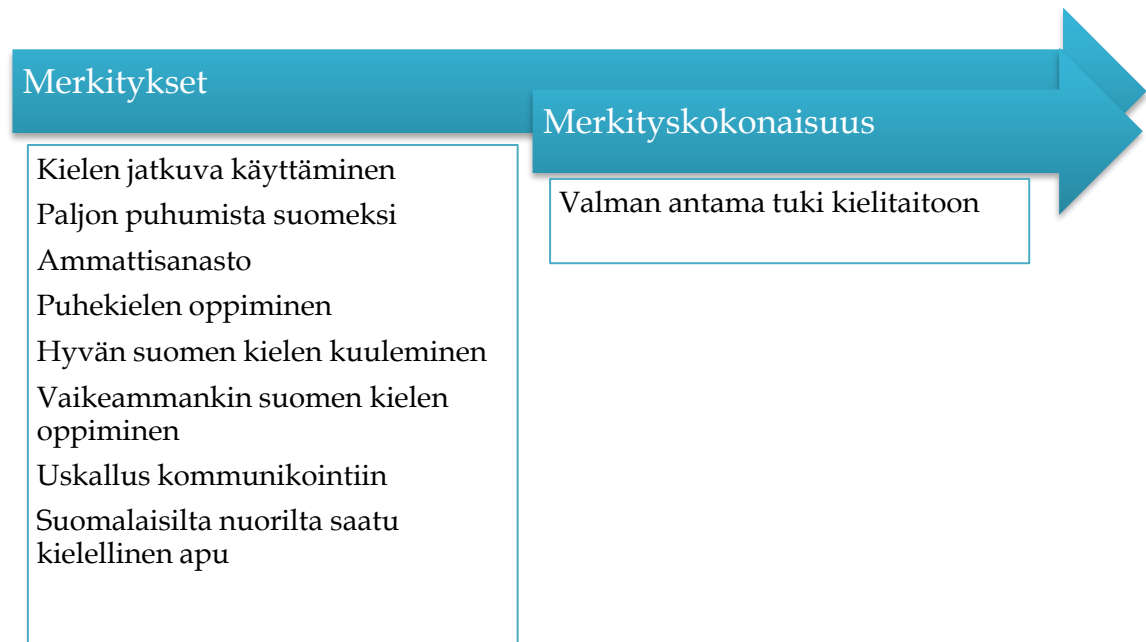 Merkitykset
Kielen jatkuva käyttäminen
Paljon puhumista suomeksi
Ammattisanasto
Puhekielen oppiminen
Hyvän suomen kielen kuuleminen
Vaikeammankin suomen kielen
oppiminen
Uskallus kommunikointiin
Suomalaisilta nuorilta saatu
kielellinen apu
Merkityskokonaisuus
Valman antama tuki kielitaitoon